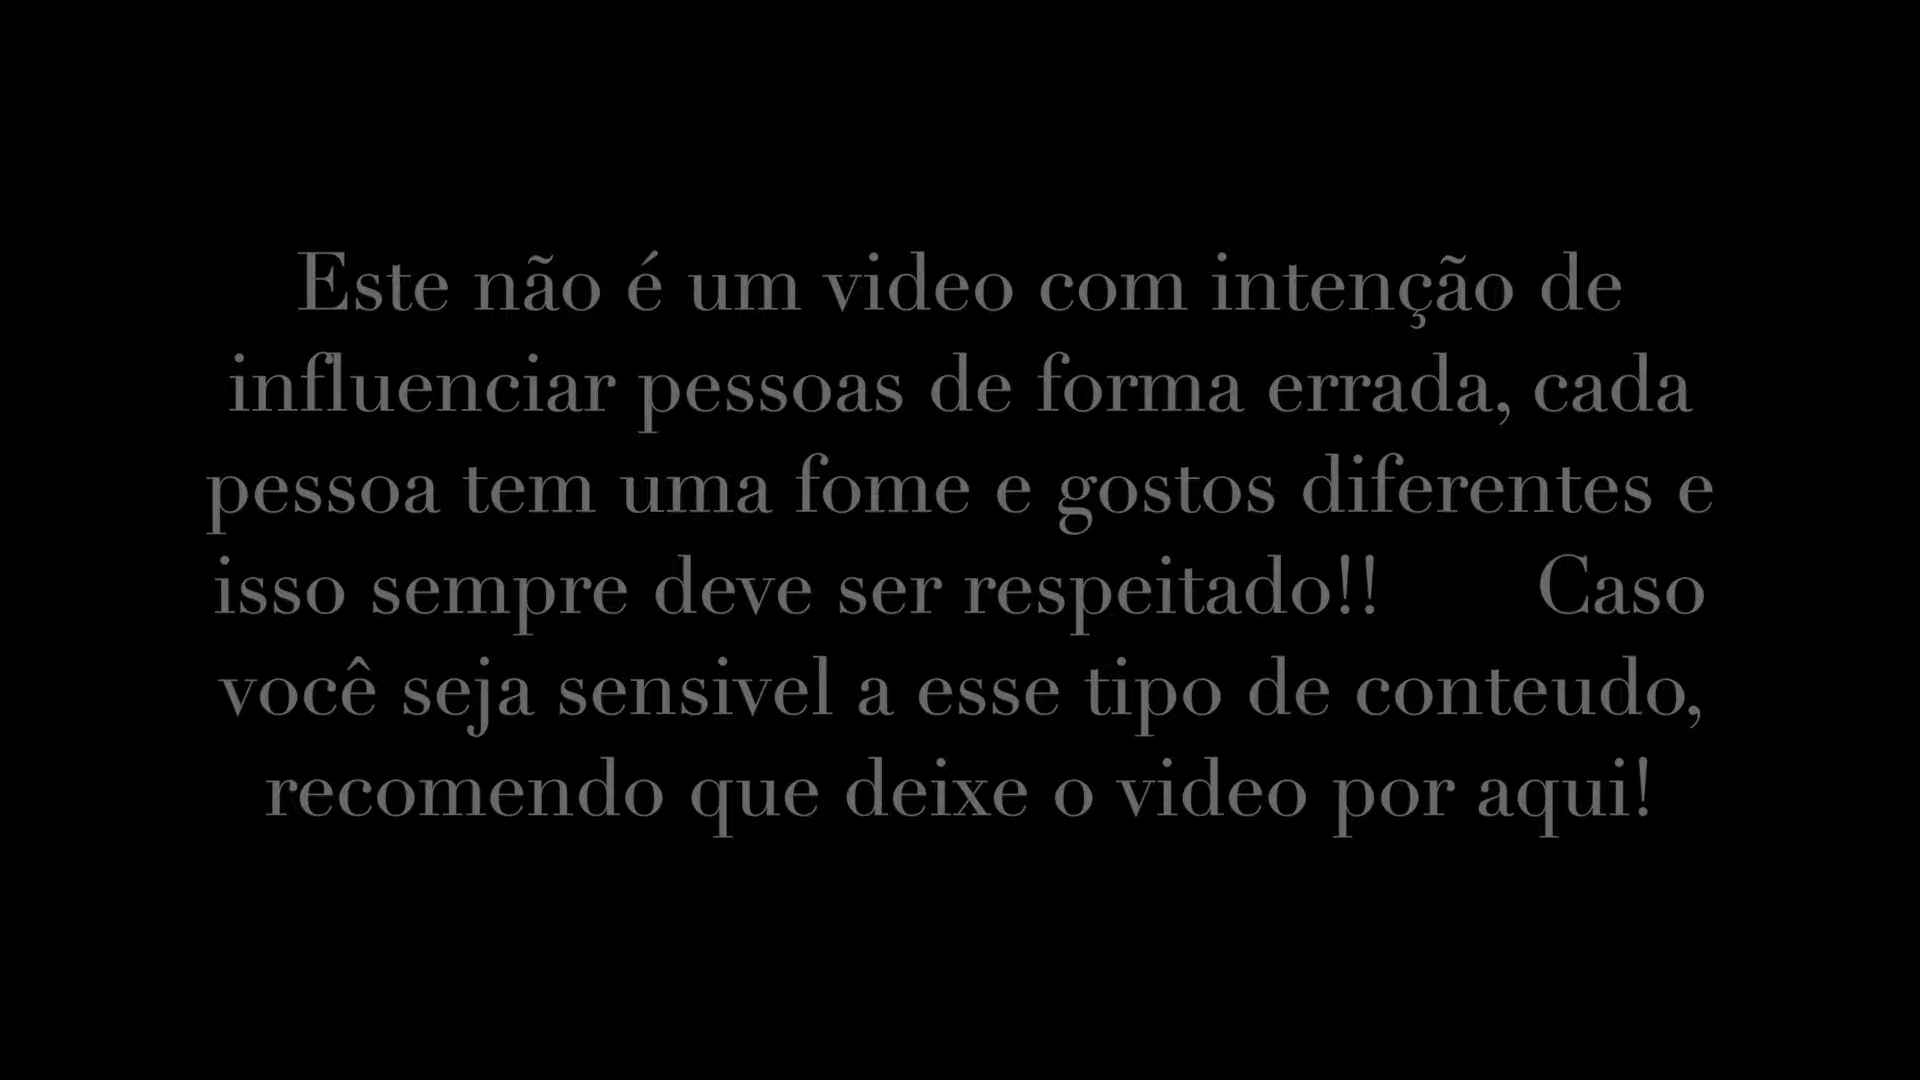 Este não é um video com intenção de
influenciar pessoas de forma errada, cada
pessoa tem uma fome e gostos diferentes e
isso sempre deve ser respeitado!! Caso
você seja sensivel a esse tipo de conteudo,
recomendo que deixe o video por aqui!